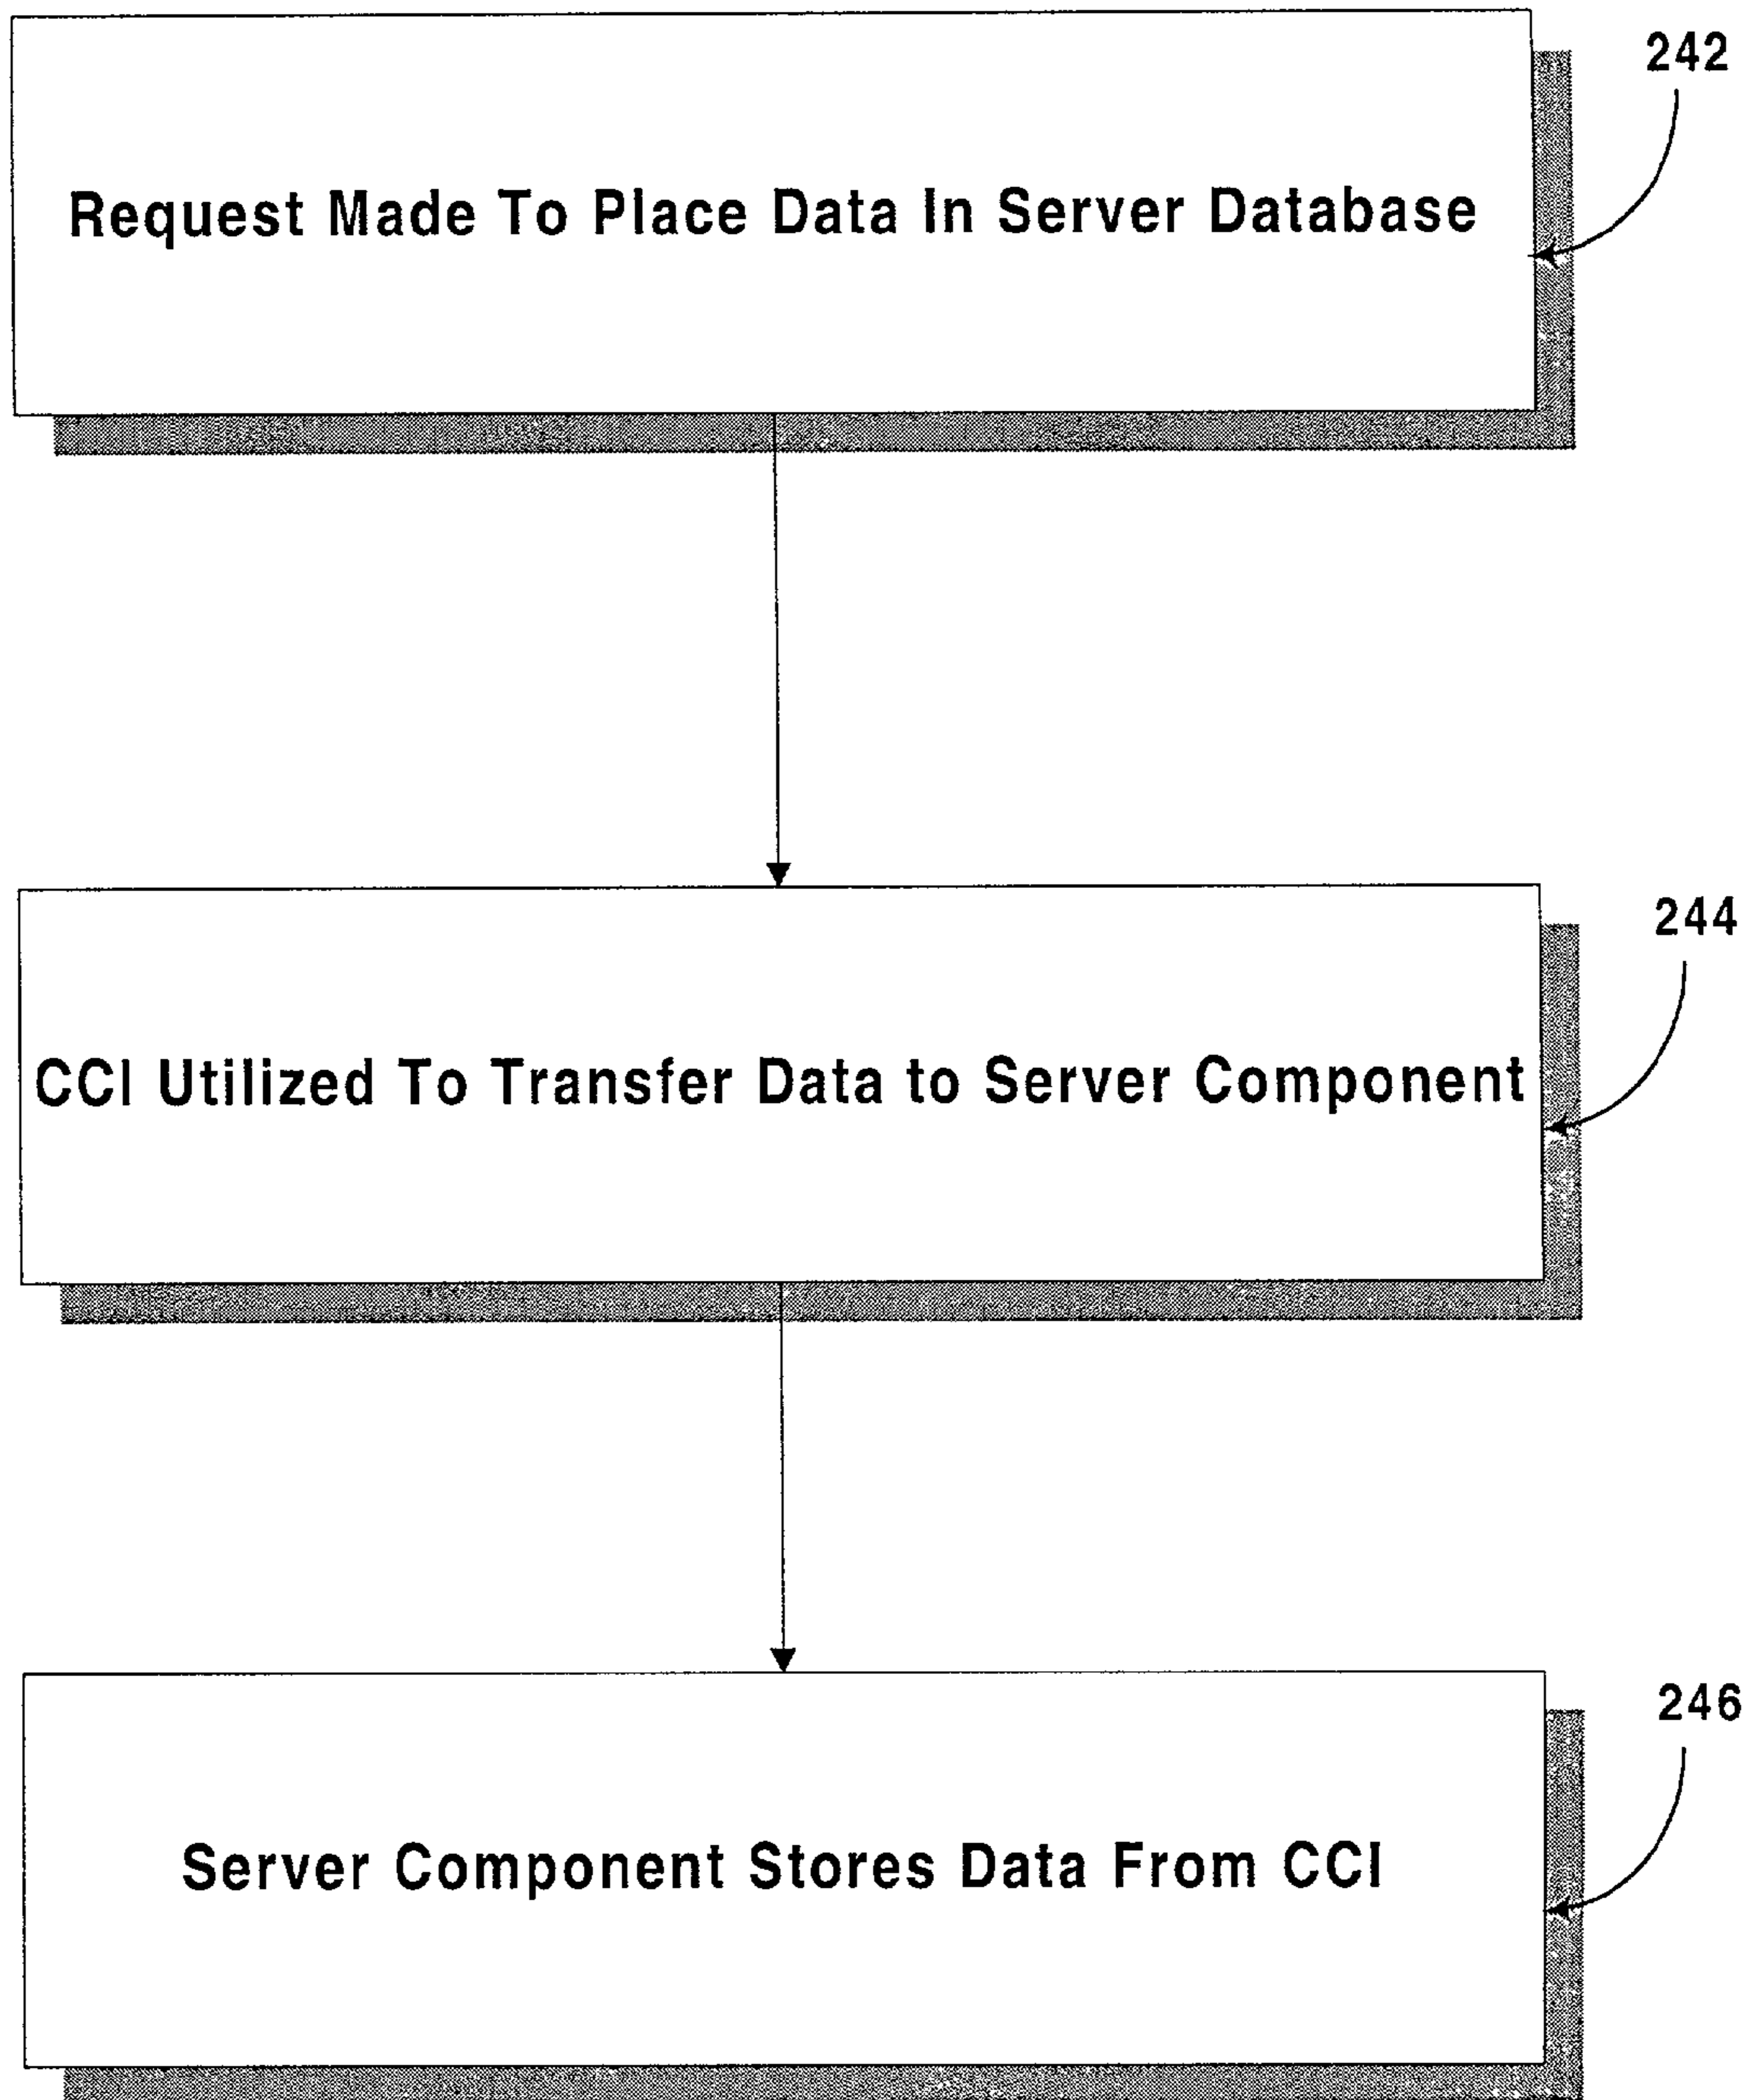 242
Request Made To Place Data In Server Database
244
CCI Utilized To Transfer Data to Server Component
246
Server Component Stores Data From CCI